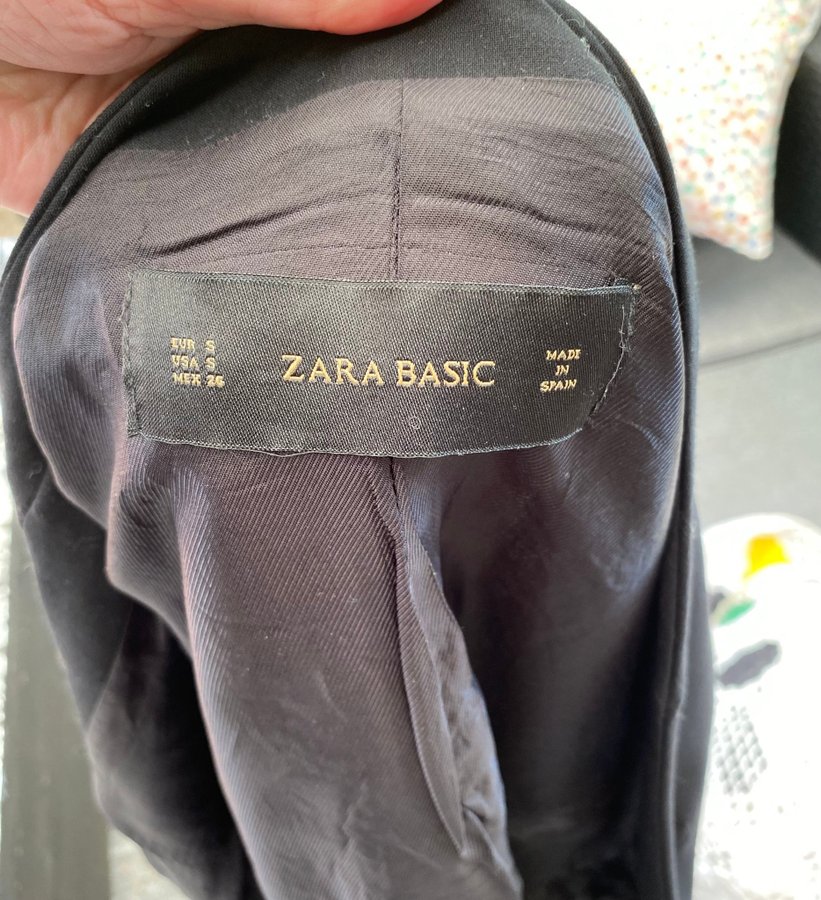 EUR S
USA S
MEX 26
ZARA BASIC
MADE
IN
SPAIN